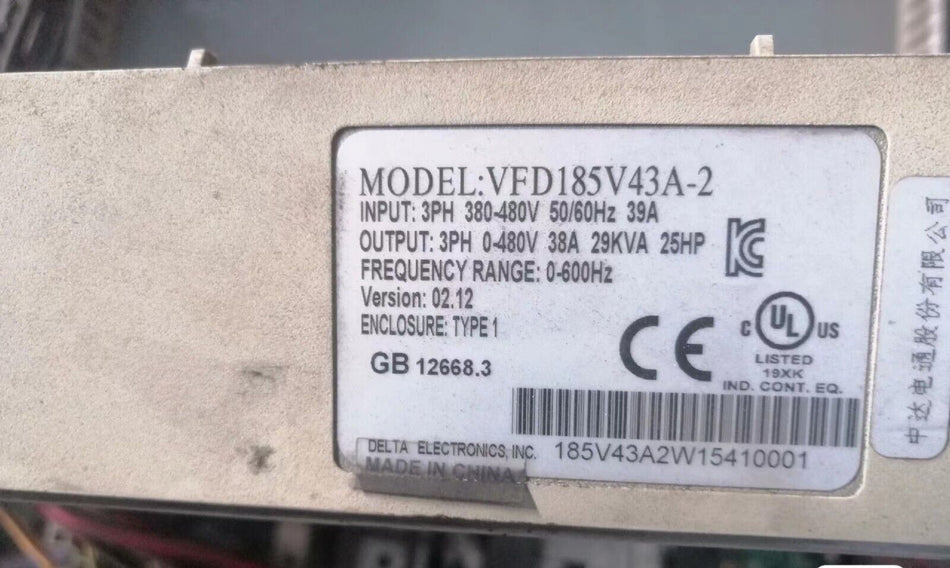 MODEL:VFD185V43A-2
INPUT: 3PH 380-480V 50/60Hz 39A
OUTPUT: 3PH 0-480V 38A 29KVA 25HP
FREQUENCY RANGE: 0-600Hz
Version: 02.12
ENCLOSURE: TYPE 1
GB 12668.3
KC
CE
C UL US
LISTED
19XK
IND. CONT. EQ.
DELTA ELECTRONICS, INC.
185V43A2W15410001
MADE IN CHINA
中达电通股份有限公司